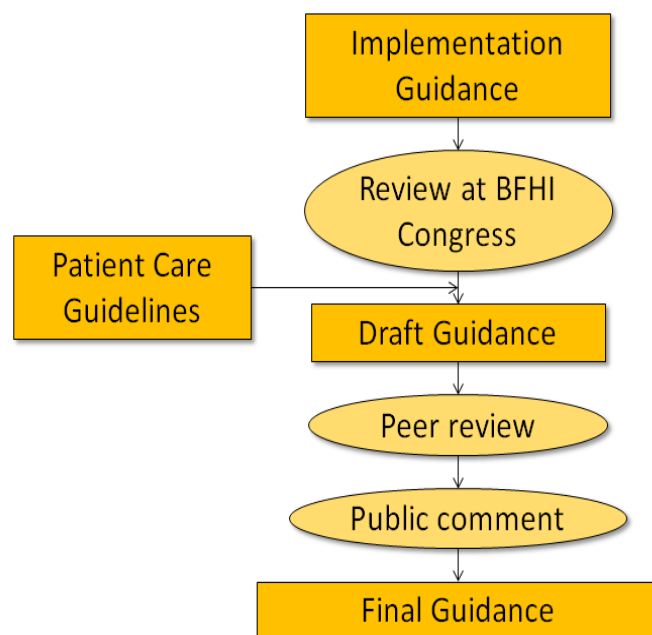 Implementation
Guidance
Review at BFHI
Congress
Patient Care
Guidelines
Draft Guidance
Peer review
Public comment
Final Guidance